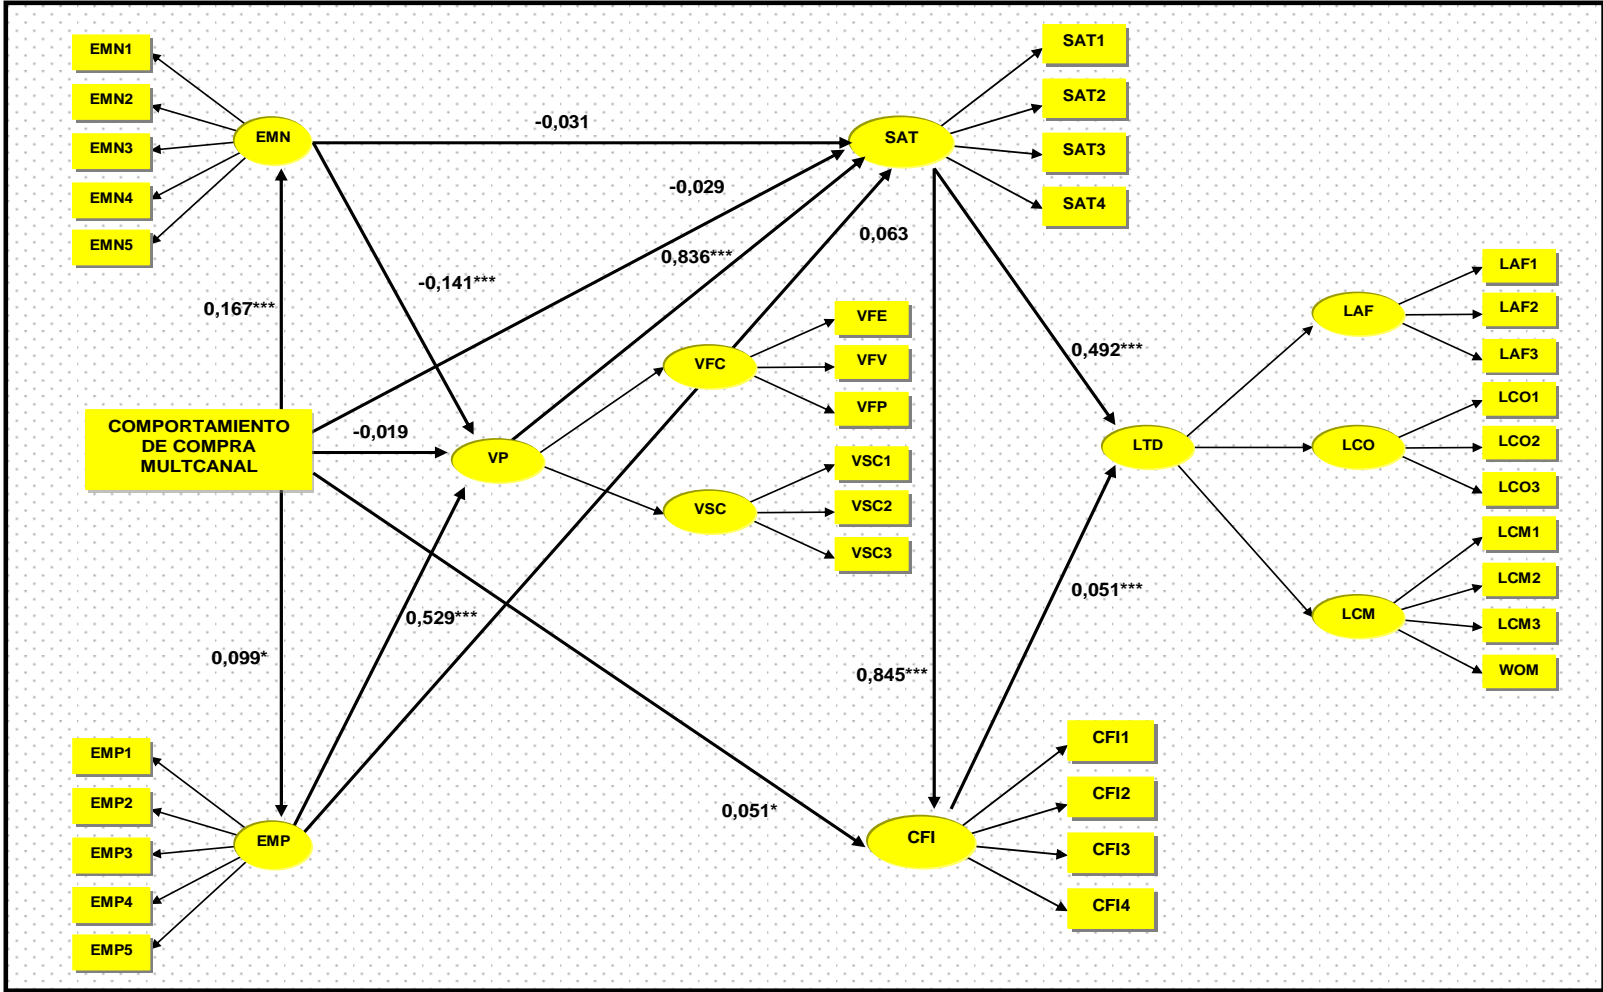 EMN1
EMN2
EMN3
EMN4
EMN5
EMN
-0,031
SAT
SAT1
SAT2
SAT3
SAT4
-0,029
0,836***
0,063
-0,141***
0,167***
VFE
VFV
VFP
VFC
0,492***
LAF
LAF1
LAF2
LAF3
COMPORTAMIENTO
DE COMPRA
MULTCANAL
-0,019
VP
VSC
VSC1
VSC2
VSC3
LTD
LCO
LCO1
LCO2
LCO3
LCM
LCM1
LCM2
LCM3
WOM
0,529***
0,051***
0,099*
0,845***
0,051*
EMP1
EMP2
EMP3
EMP4
EMP5
EMP
CFI
CFI1
CFI2
CFI3
CFI4